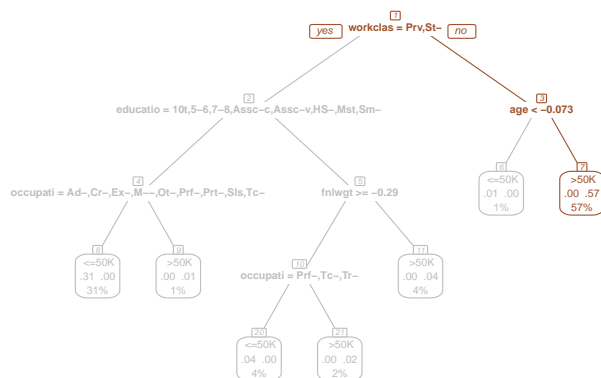 1
yes workclas = Prv,St− no
2
educatio = 10t,5−6,7−8,Assc−c,Assc−v,HS−,Mst,Sm−
3
age < −0.073
4
occupati = Ad−,Cr−,Ex−,M−−,Ot−,Prf−,Prt−,Sls,Tc−
5
fnlwgt >= −0.29
6
<=50K
.01 .00
1%
7
>50K
.00 .57
57%
8
<=50K
.31 .00
31%
9
>50K
.00 .01
1%
10
occupati = Prf−,Tc−,Tr−
11
>50K
.00 .04
4%
20
<=50K
.04 .00
4%
21
>50K
.00 .02
2%